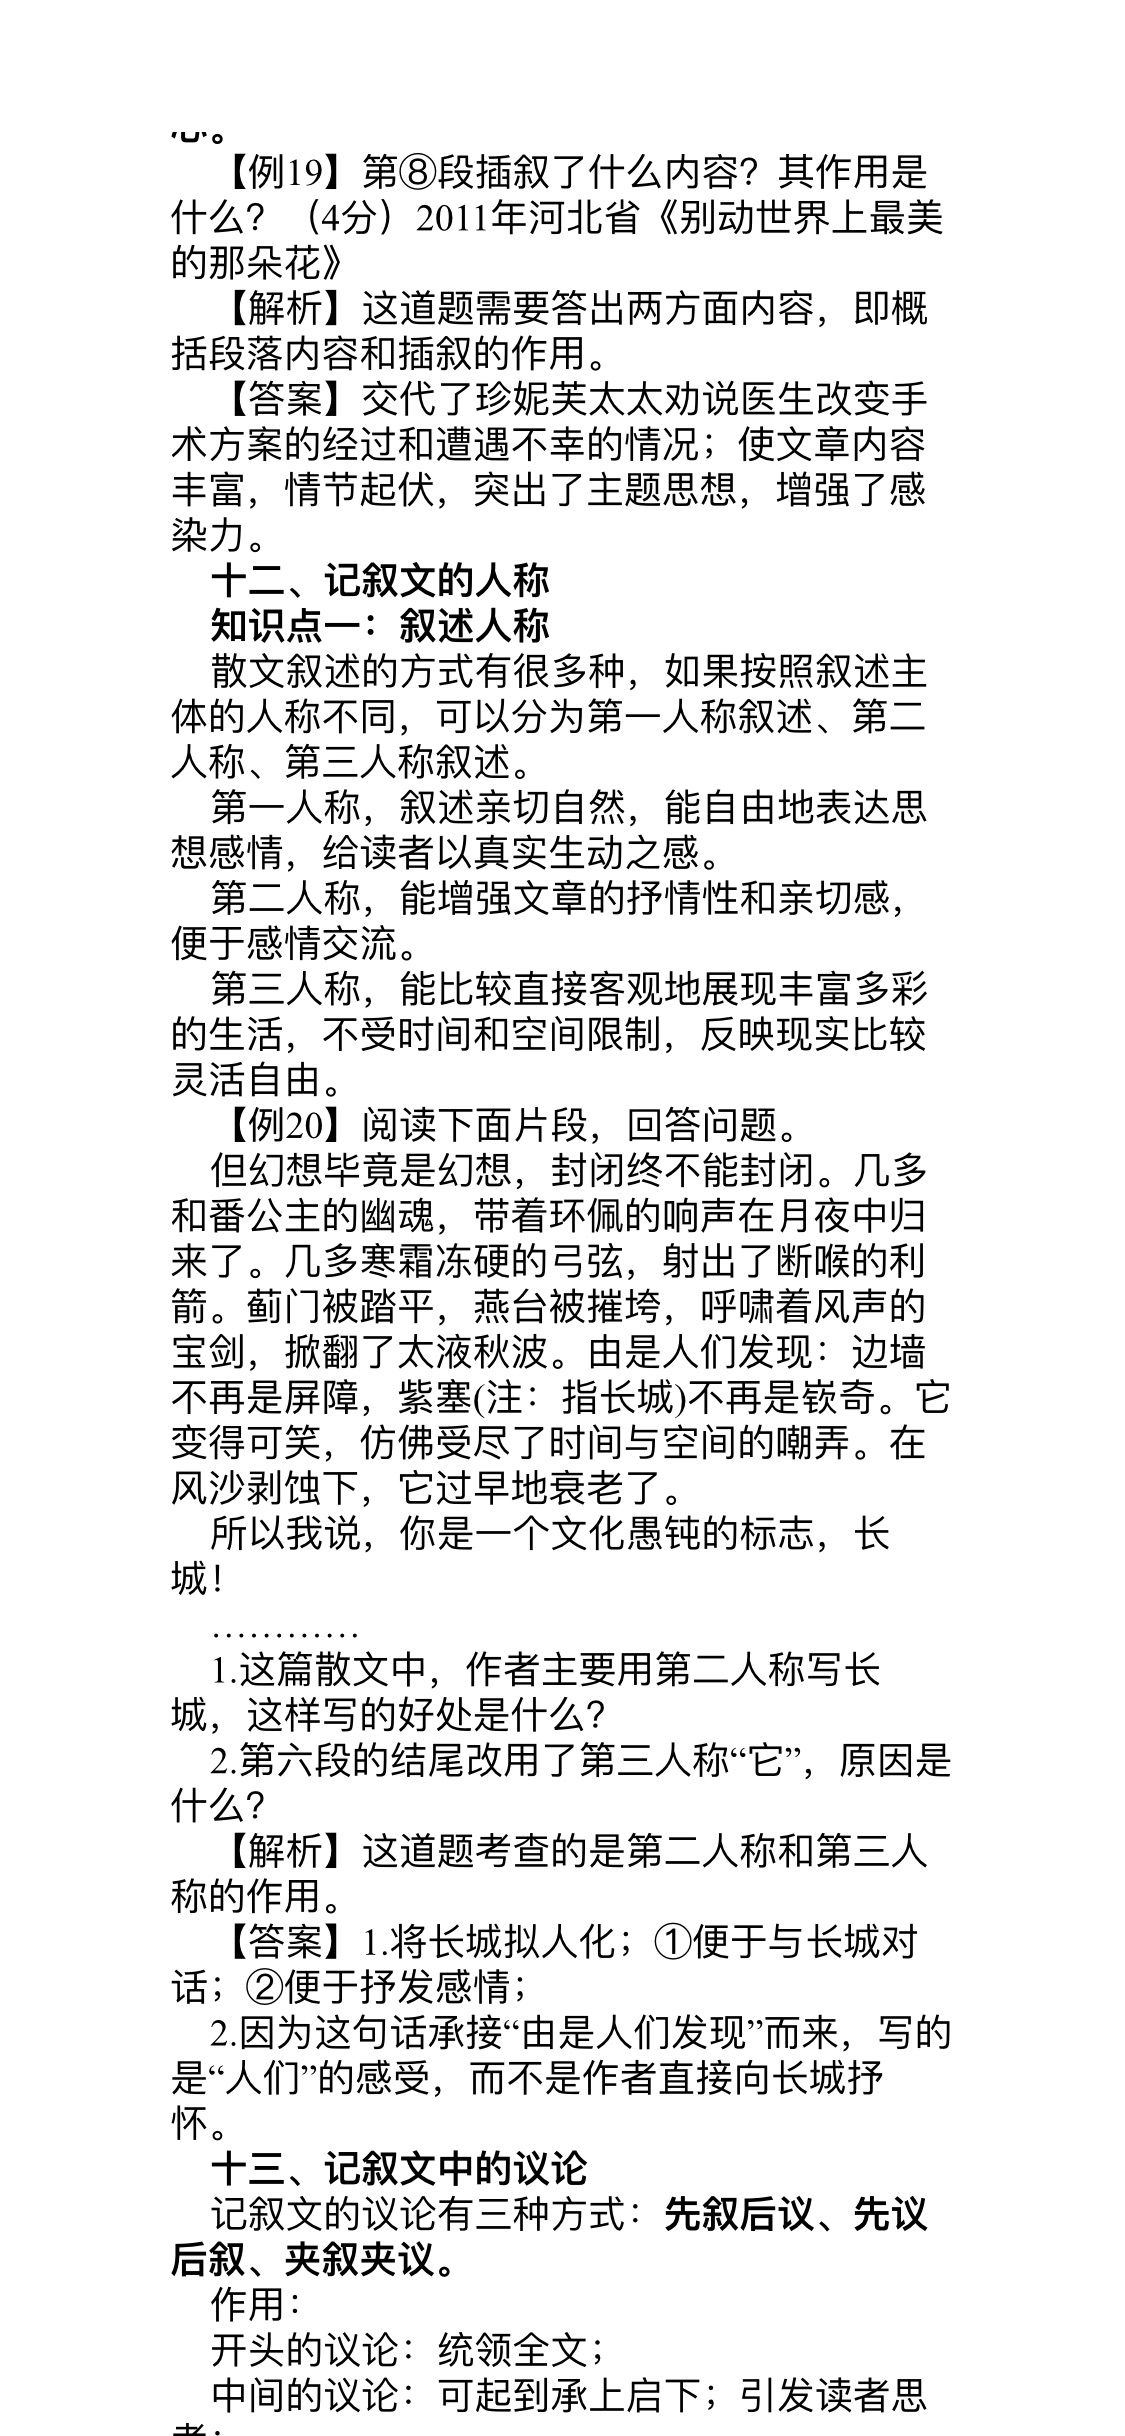 【例19】第⑧段插叙了什么内容？其作用是
什么？（4分）2011年河北省《别动世界上最美
的那朵花》
【解析】这道题需要答出两方面内容，即概
括段落内容和插叙的作用。
【答案】交代了珍妮芙太太劝说医生改变手
术方案的经过和遭遇不幸的情况；使文章内容
丰富，情节起伏，突出了主题思想，增强了感
染力。
十二、记叙文的人称
知识点一：叙述人称
散文叙述的方式有很多种，如果按照叙述主
体的人称不同，可以分为第一人称叙述、第二
人称、第三人称叙述。
第一人称，叙述亲切自然，能自由地表达思
想感情，给读者以真实生动之感。
第二人称，能增强文章的抒情性和亲切感，
便于感情交流。
第三人称，能比较直接客观地展现丰富多彩
的生活，不受时间和空间限制，反映现实比较
灵活自由。
【例20】阅读下面片段，回答问题。
但幻想毕竟是幻想，封闭终不能封闭。几多
和番公主的幽魂，带着环佩的响声在月夜中归
来了。几多寒霜冻硬的弓弦，射出了断喉的利
箭。蓟门被踏平，燕台被摧垮，呼啸着风声的
宝剑，掀翻了太液秋波。由是人们发现：边墙
不再是屏障，紫塞(注：指长城)不再是嵚奇。它
变得可笑，仿佛受尽了时间与空间的嘲弄。在
风沙剥蚀下，它过早地衰老了。
所以我说，你是一个文化愚钝的标志，长
城！
…………
1.这篇散文中，作者主要用第二人称写长
城，这样写的好处是什么？
2.第六段的结尾改用了第三人称“它”，原因是
什么？
【解析】这道题考查的是第二人称和第三人
称的作用。
【答案】1.将长城拟人化；①便于与长城对
话；②便于抒发感情；
2.因为这句话承接“由是人们发现”而来，写的
是“人们”的感受，而不是作者直接向长城抒
怀。
十三、记叙文中的议论
记叙文的议论有三种方式：先叙后议、先议
后叙、夹叙夹议。
作用：
开头的议论：统领全文；
中间的议论：可起到承上启下；引发读者思